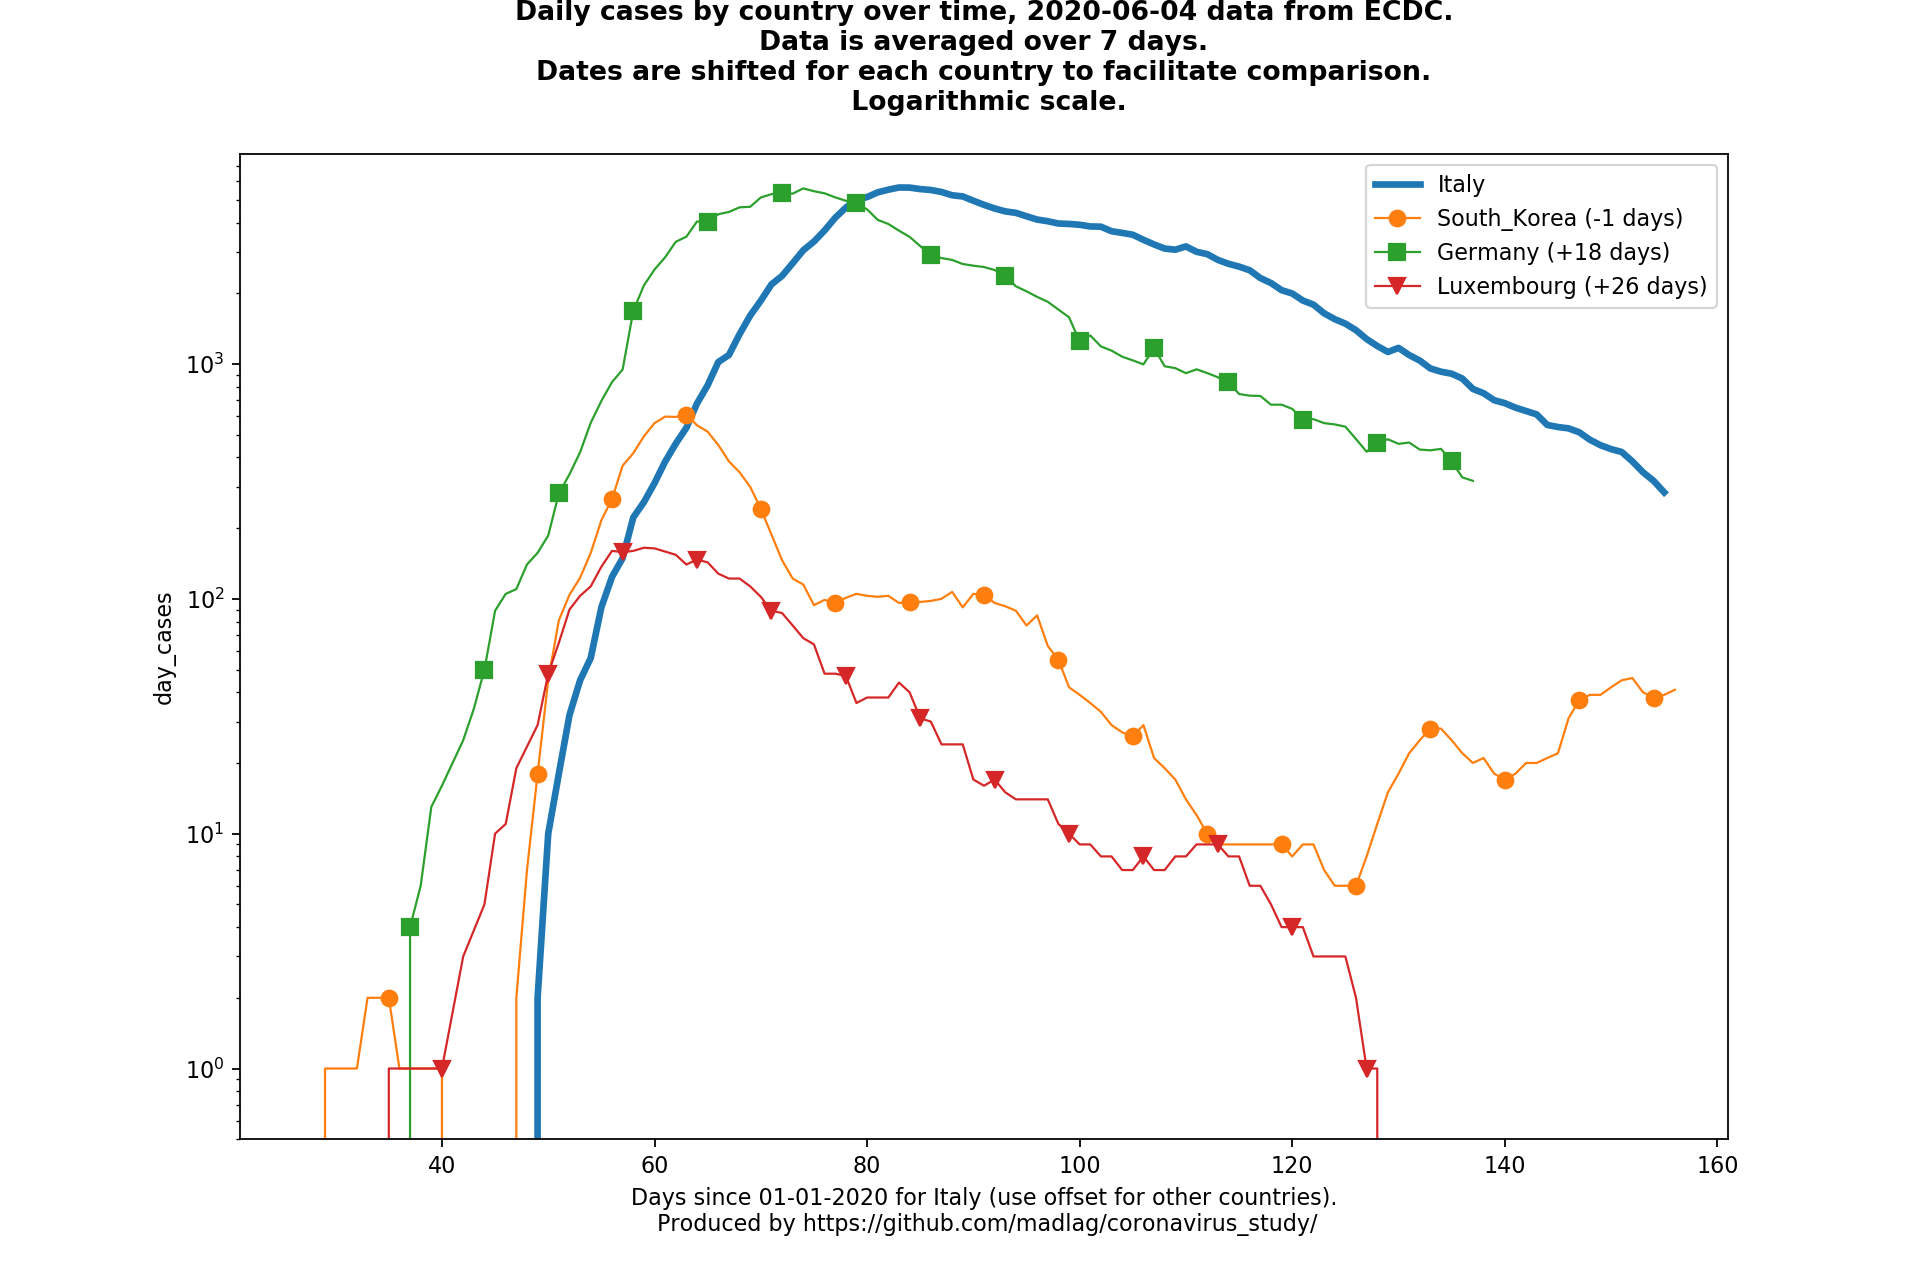 Daily cases by country over time, 2020-06-04 data from ECDC.
Data is averaged over 7 days.
Dates are shifted for each country to facilitate comparison.
Logarithmic scale.
Italy
South_Korea (-1 days)
Germany (+18 days)
Luxembourg (+26 days)
10³
10²
10¹
10⁰
day_cases
40 60 80 100 120 140 160
Days since 01-01-2020 for Italy (use offset for other countries).
Produced by https://github.com/madlag/coronavirus_study/